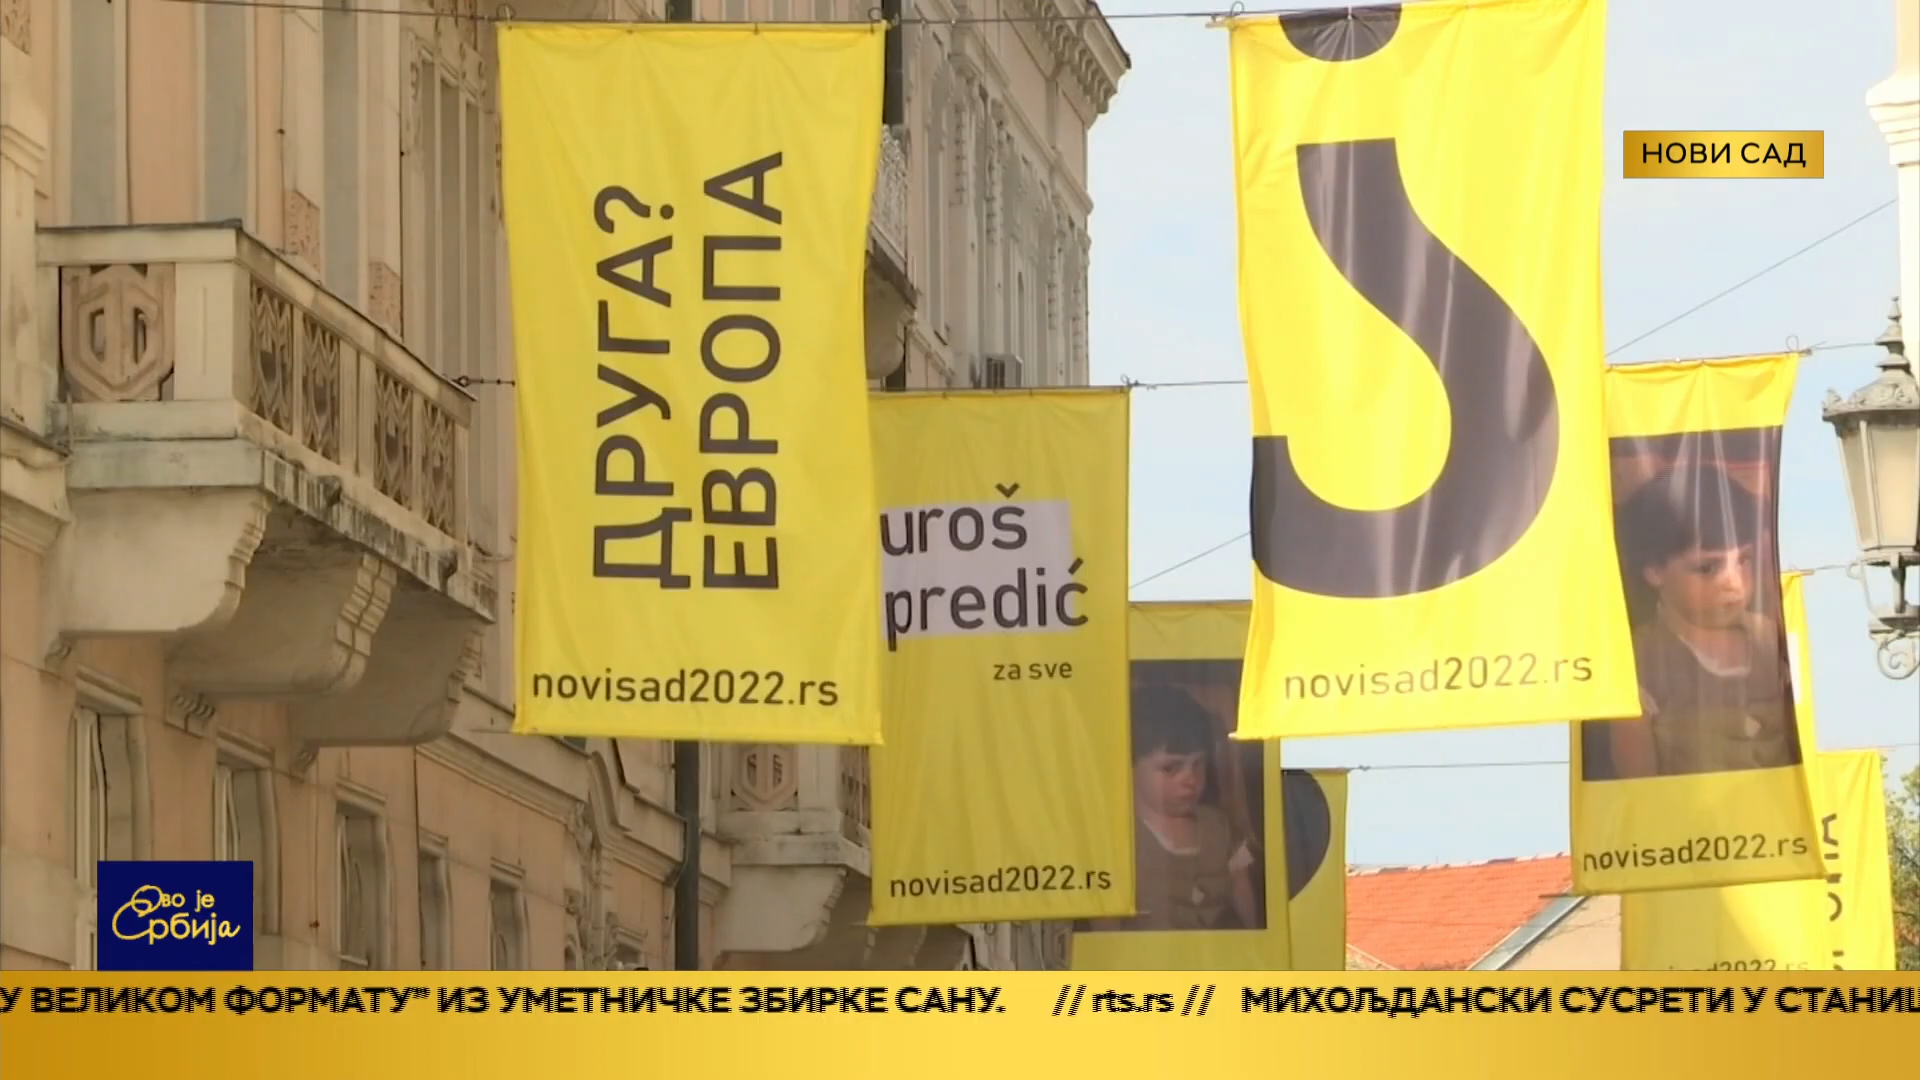 НОВИ САД
ДРУГА?
ЕВРОПА
novisad2022.rs
uroš
predić
za sve
novisad2022.rs
š
novisad2022.rs
novisad2022.rs
Ово је
Србија
У ВЕЛИКОМ ФОРМАТУ" ИЗ УМЕТНИЧКЕ ЗБИРКЕ САНУ. // rts.rs // МИХОЉДАНСКИ СУСРЕТИ У